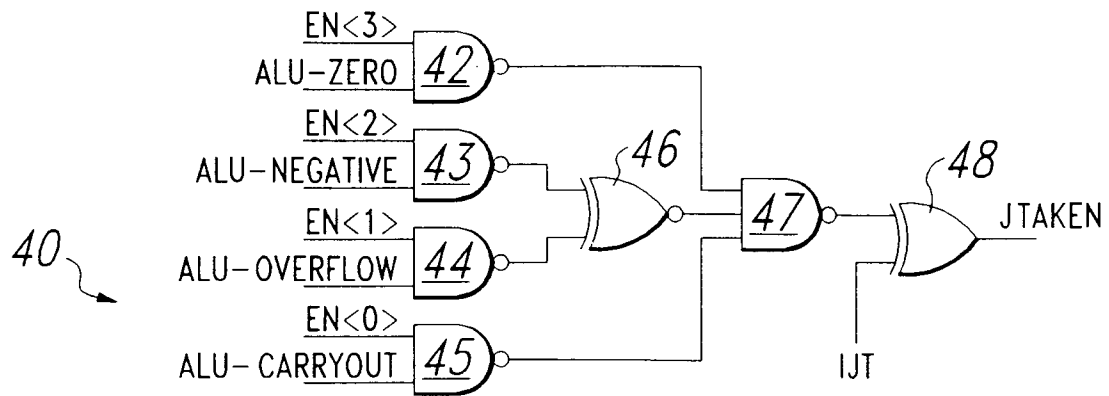 EN<3>
ALU-ZERO
42
EN<2>
ALU-NEGATIVE
43
46
EN<1>
ALU-OVERFLOW
44
47
48
JTAKEN
40
EN<0>
ALU-CARRYOUT
45
IJT